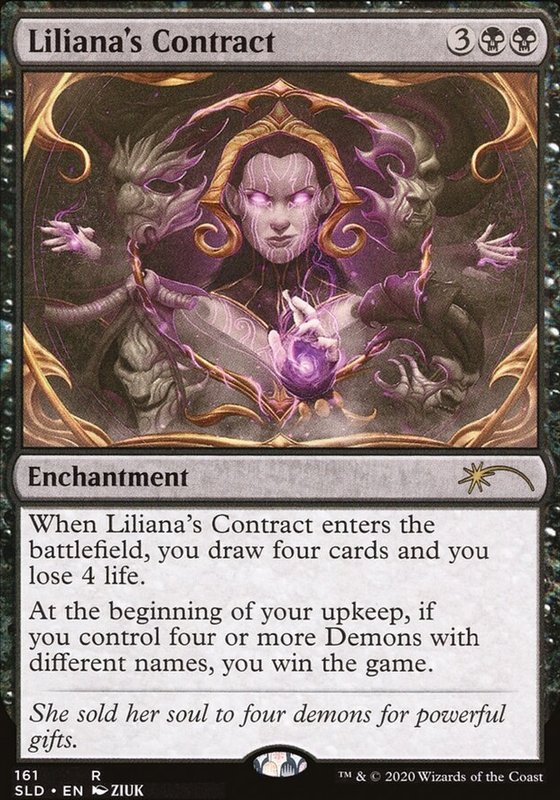 Liliana's Contract 3
Enchantment
When Liliana's Contract enters the
battlefield, you draw four cards and you
lose 4 life.
At the beginning of your upkeep, if
you control four or more Demons with
different names, you win the game.
She sold her soul to four demons for powerful
gifts.
161 R
SLD • EN ZIUK
™ & © 2020 Wizards of the Coast